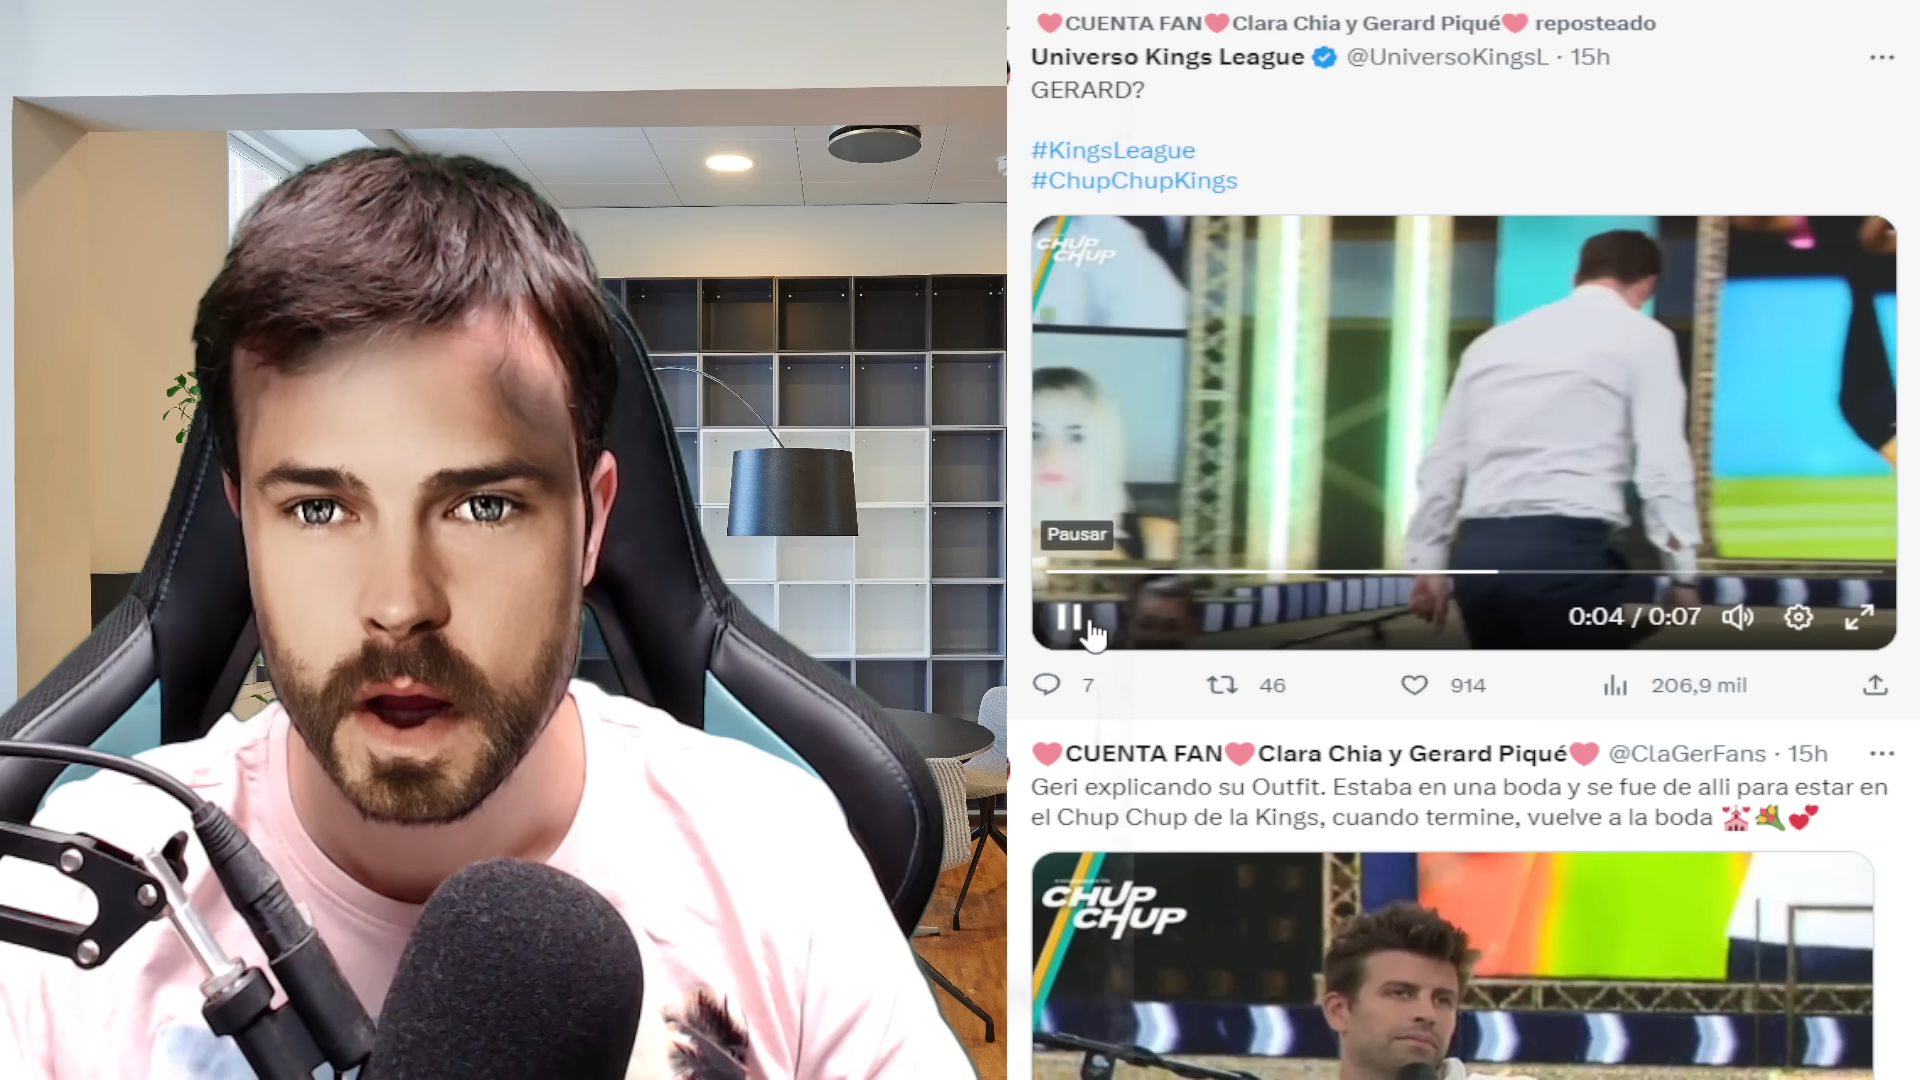 ❤CUENTA FAN❤Clara Chia y Gerard Piqué❤ reposteado
Universo Kings League @UniversoKingsL · 15h
GERARD?
#KingsLeague
#ChupChupKings
CHUP
CHUP
Pausar
0:04 / 0:07
7 46 914 206,9 mil
❤CUENTA FAN❤Clara Chia y Gerard Piqué❤ @ClaGerFans · 15h
Geri explicando su Outfit. Estaba en una boda y se fue de alli para estar en
el Chup Chup de la Kings, cuando termine, vuelve a la boda 💒💐💕
CHUP
CHUP